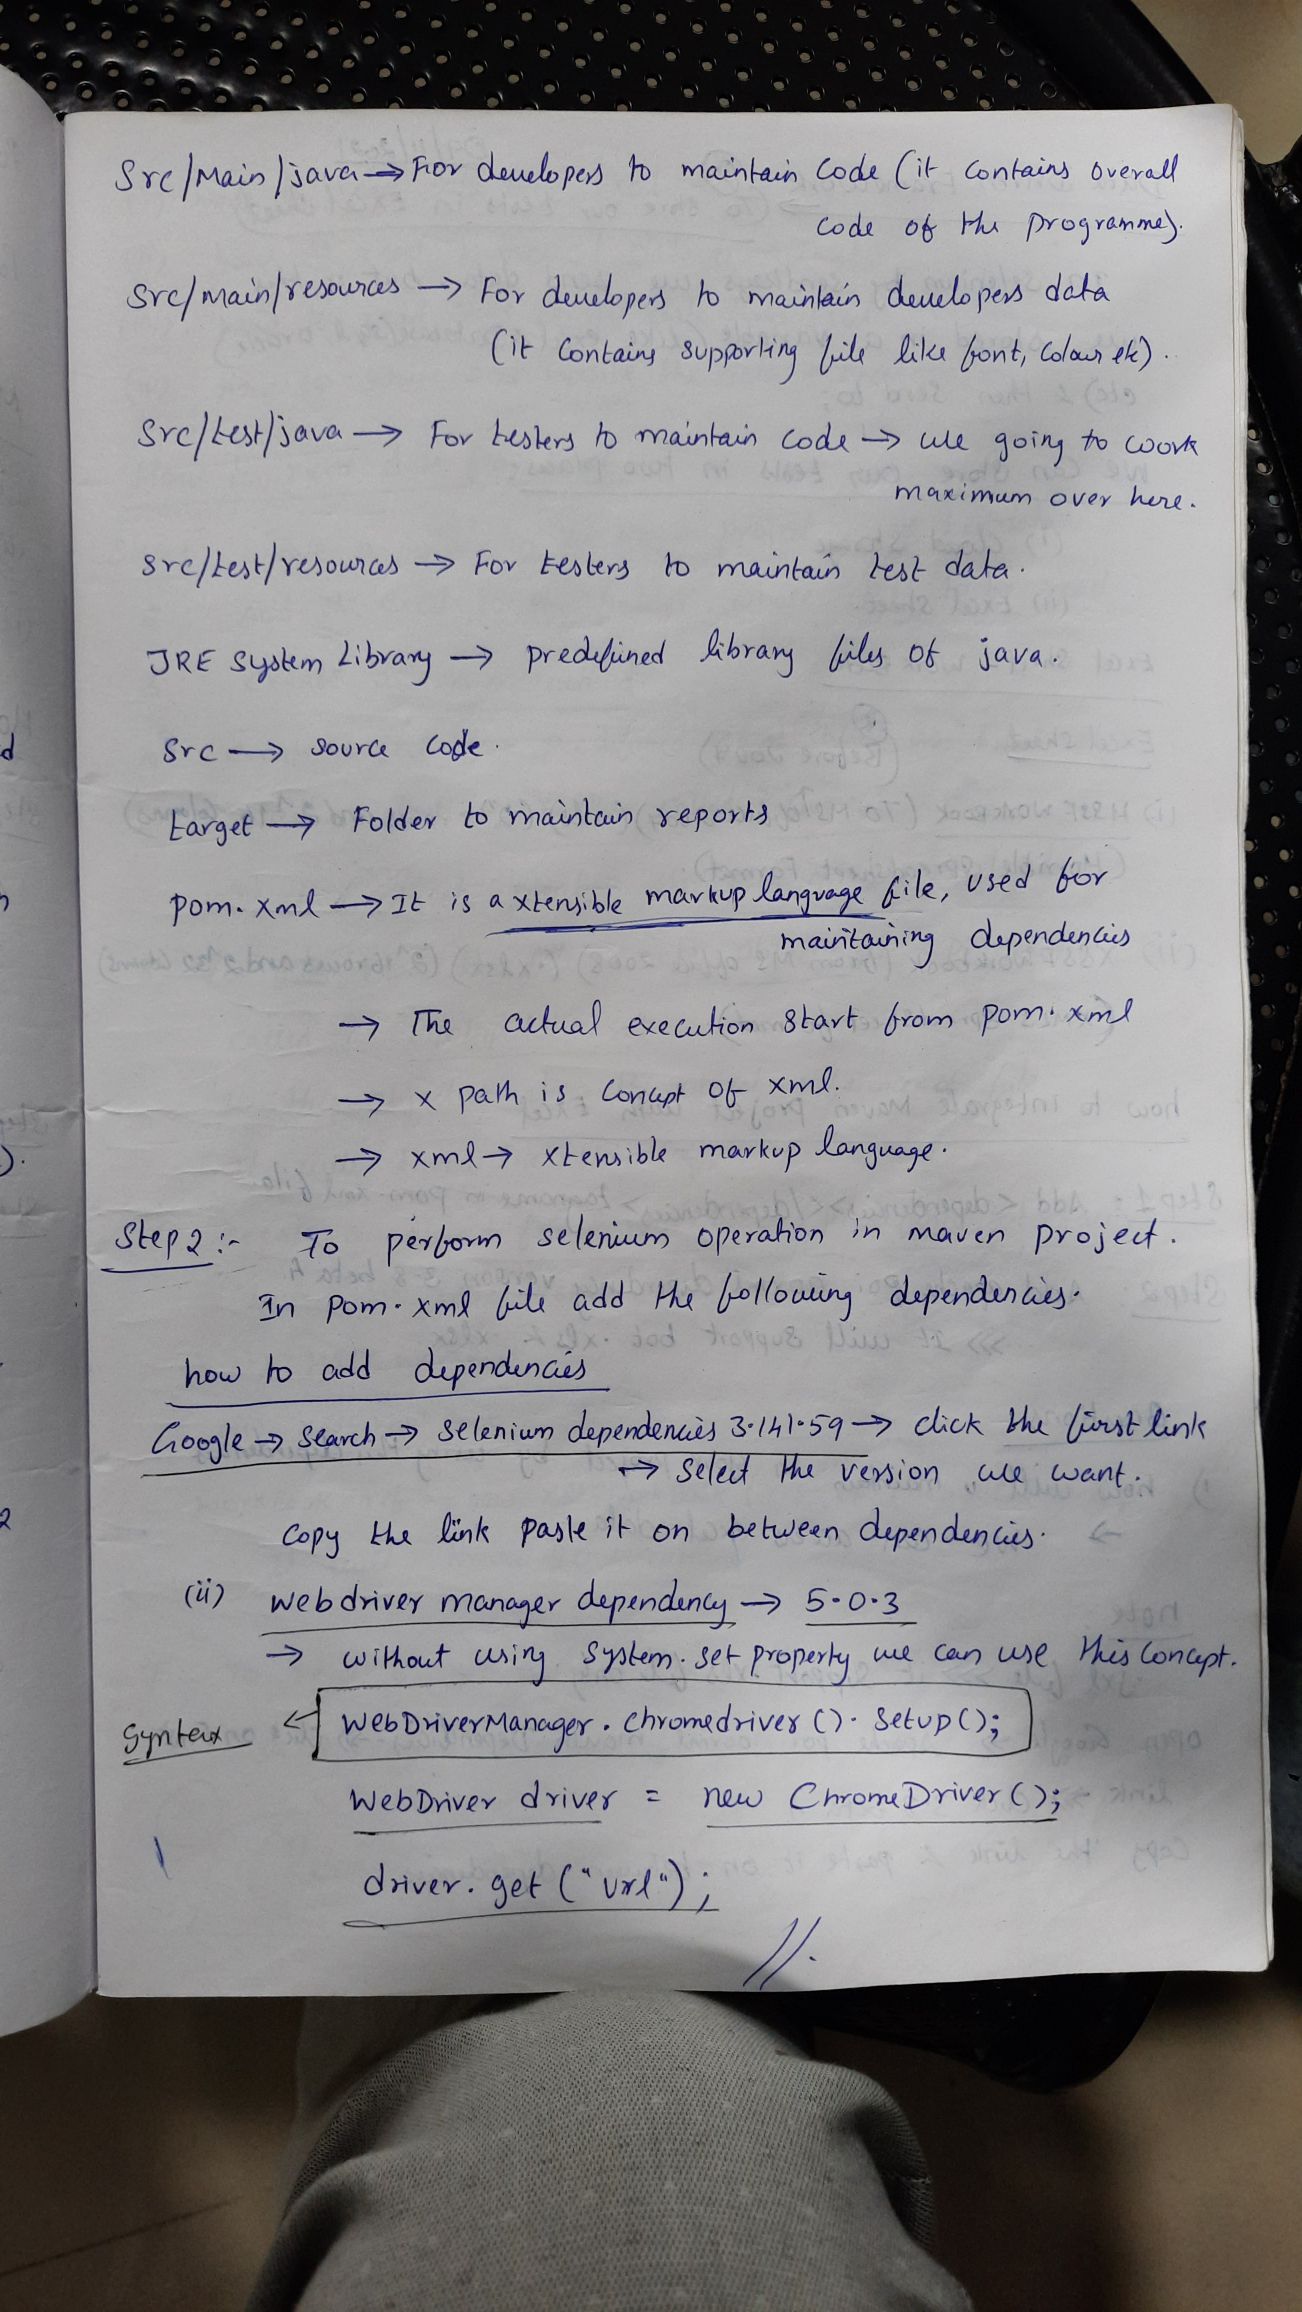 Src/Main/java → For developers to maintain Code (it contains overall
code of the programme).
Src/main/resources → For developers to maintain developers data
(it Contains supporting file like font, Colour etc).
Src/test/java → For testers to maintain code → We going to work
maximum over here.
Src/test/resources → For testers to maintain test data.
JRE System Library → predefined library files of java.
Src → source code.
target → Folder to maintain reports
pom.xml → It is a xtensible markup language file, used for
maintaining dependencies
→ The actual execution start from pom.xml
→ x path is Concept of xml.
→ xml → xtensible markup language.
Step 2 :- To perform selenium operation in maven project.
In pom.xml file add the following dependencies.
how to add dependencies
Google → Search → Selenium dependencies 3.141.59 → click the first link
→ Select the version we want.
Copy the link paste it on between dependencies.
(ii) Webdriver manager dependency → 5.0.3
→ without using System.set property we can use this Concept.
Syntax ← WebDriverManager.chromedriver().Setup();
WebDriver driver = new ChromeDriver();
driver.get("url");